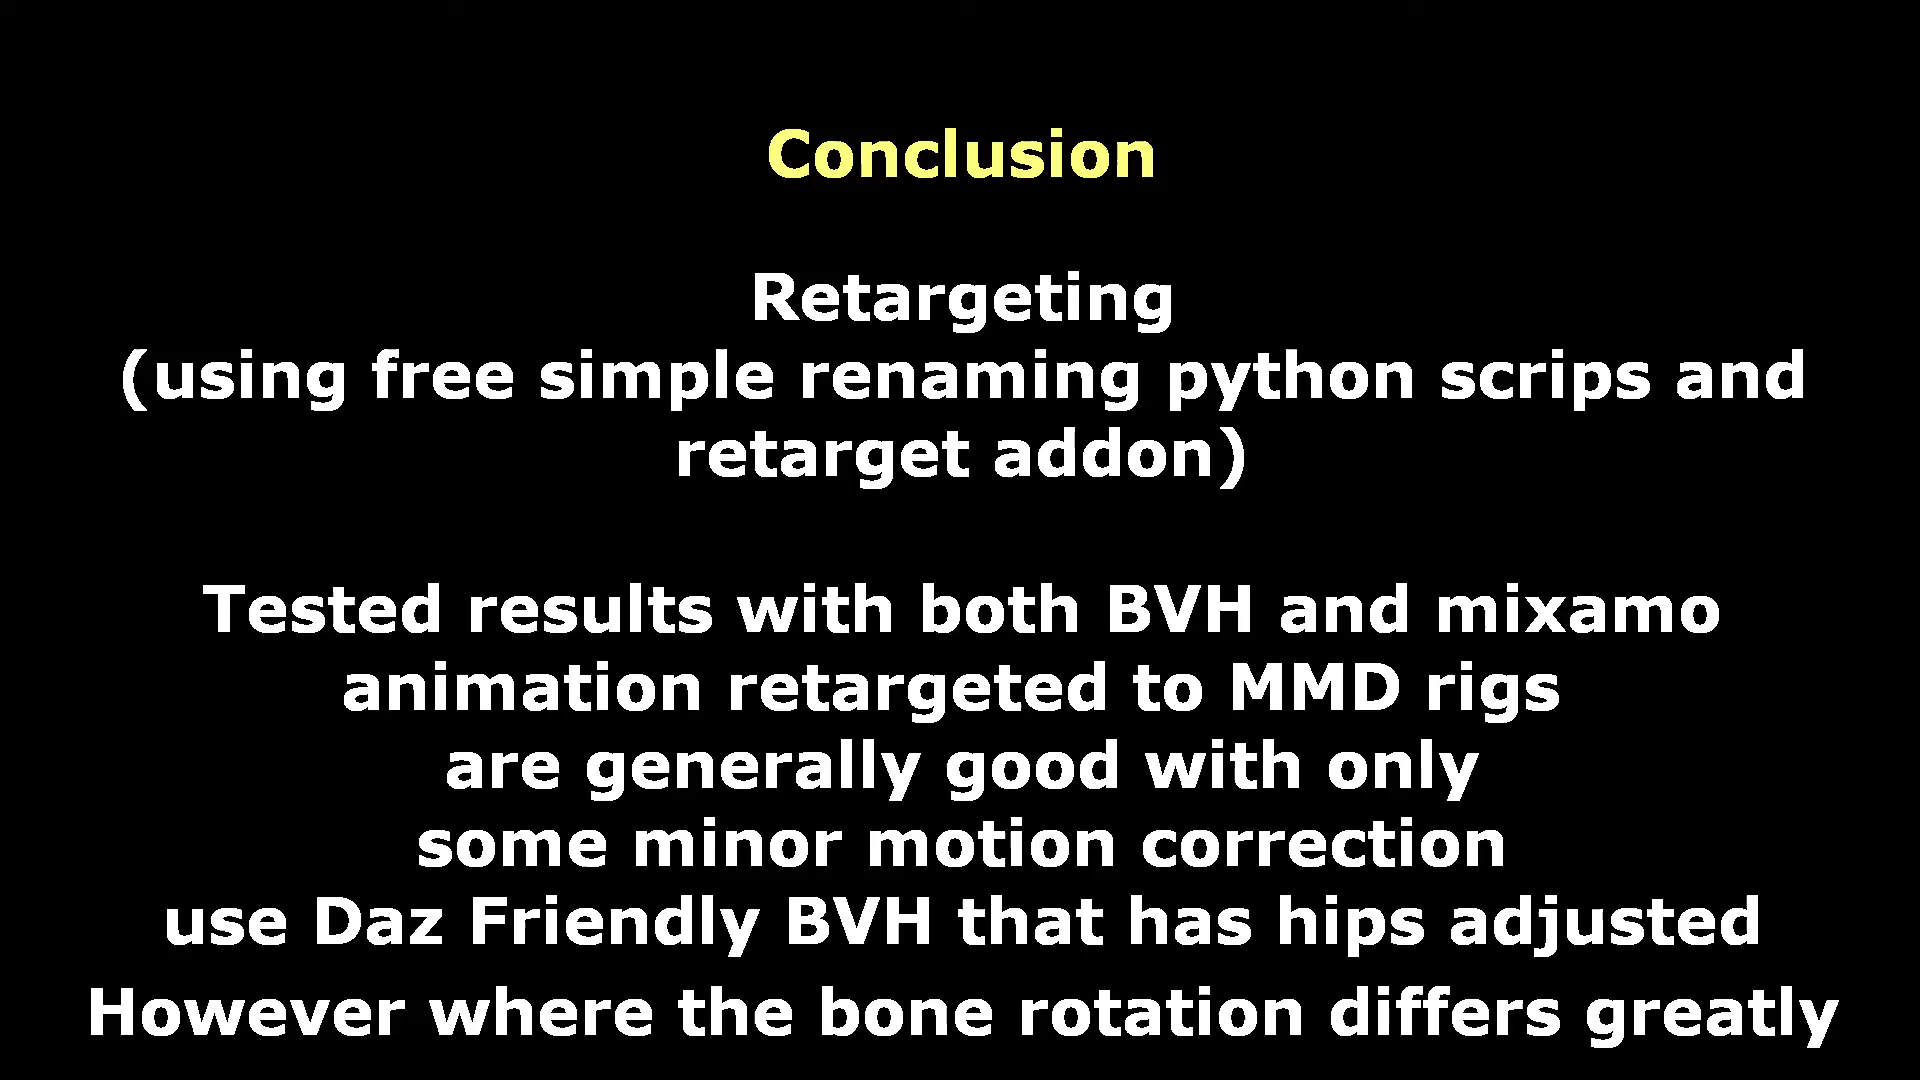 Conclusion
Retargeting
(using free simple renaming python scrips and
retarget addon)
Tested results with both BVH and mixamo
animation retargeted to MMD rigs
are generally good with only
some minor motion correction
use Daz Friendly BVH that has hips adjusted
However where the bone rotation differs greatly